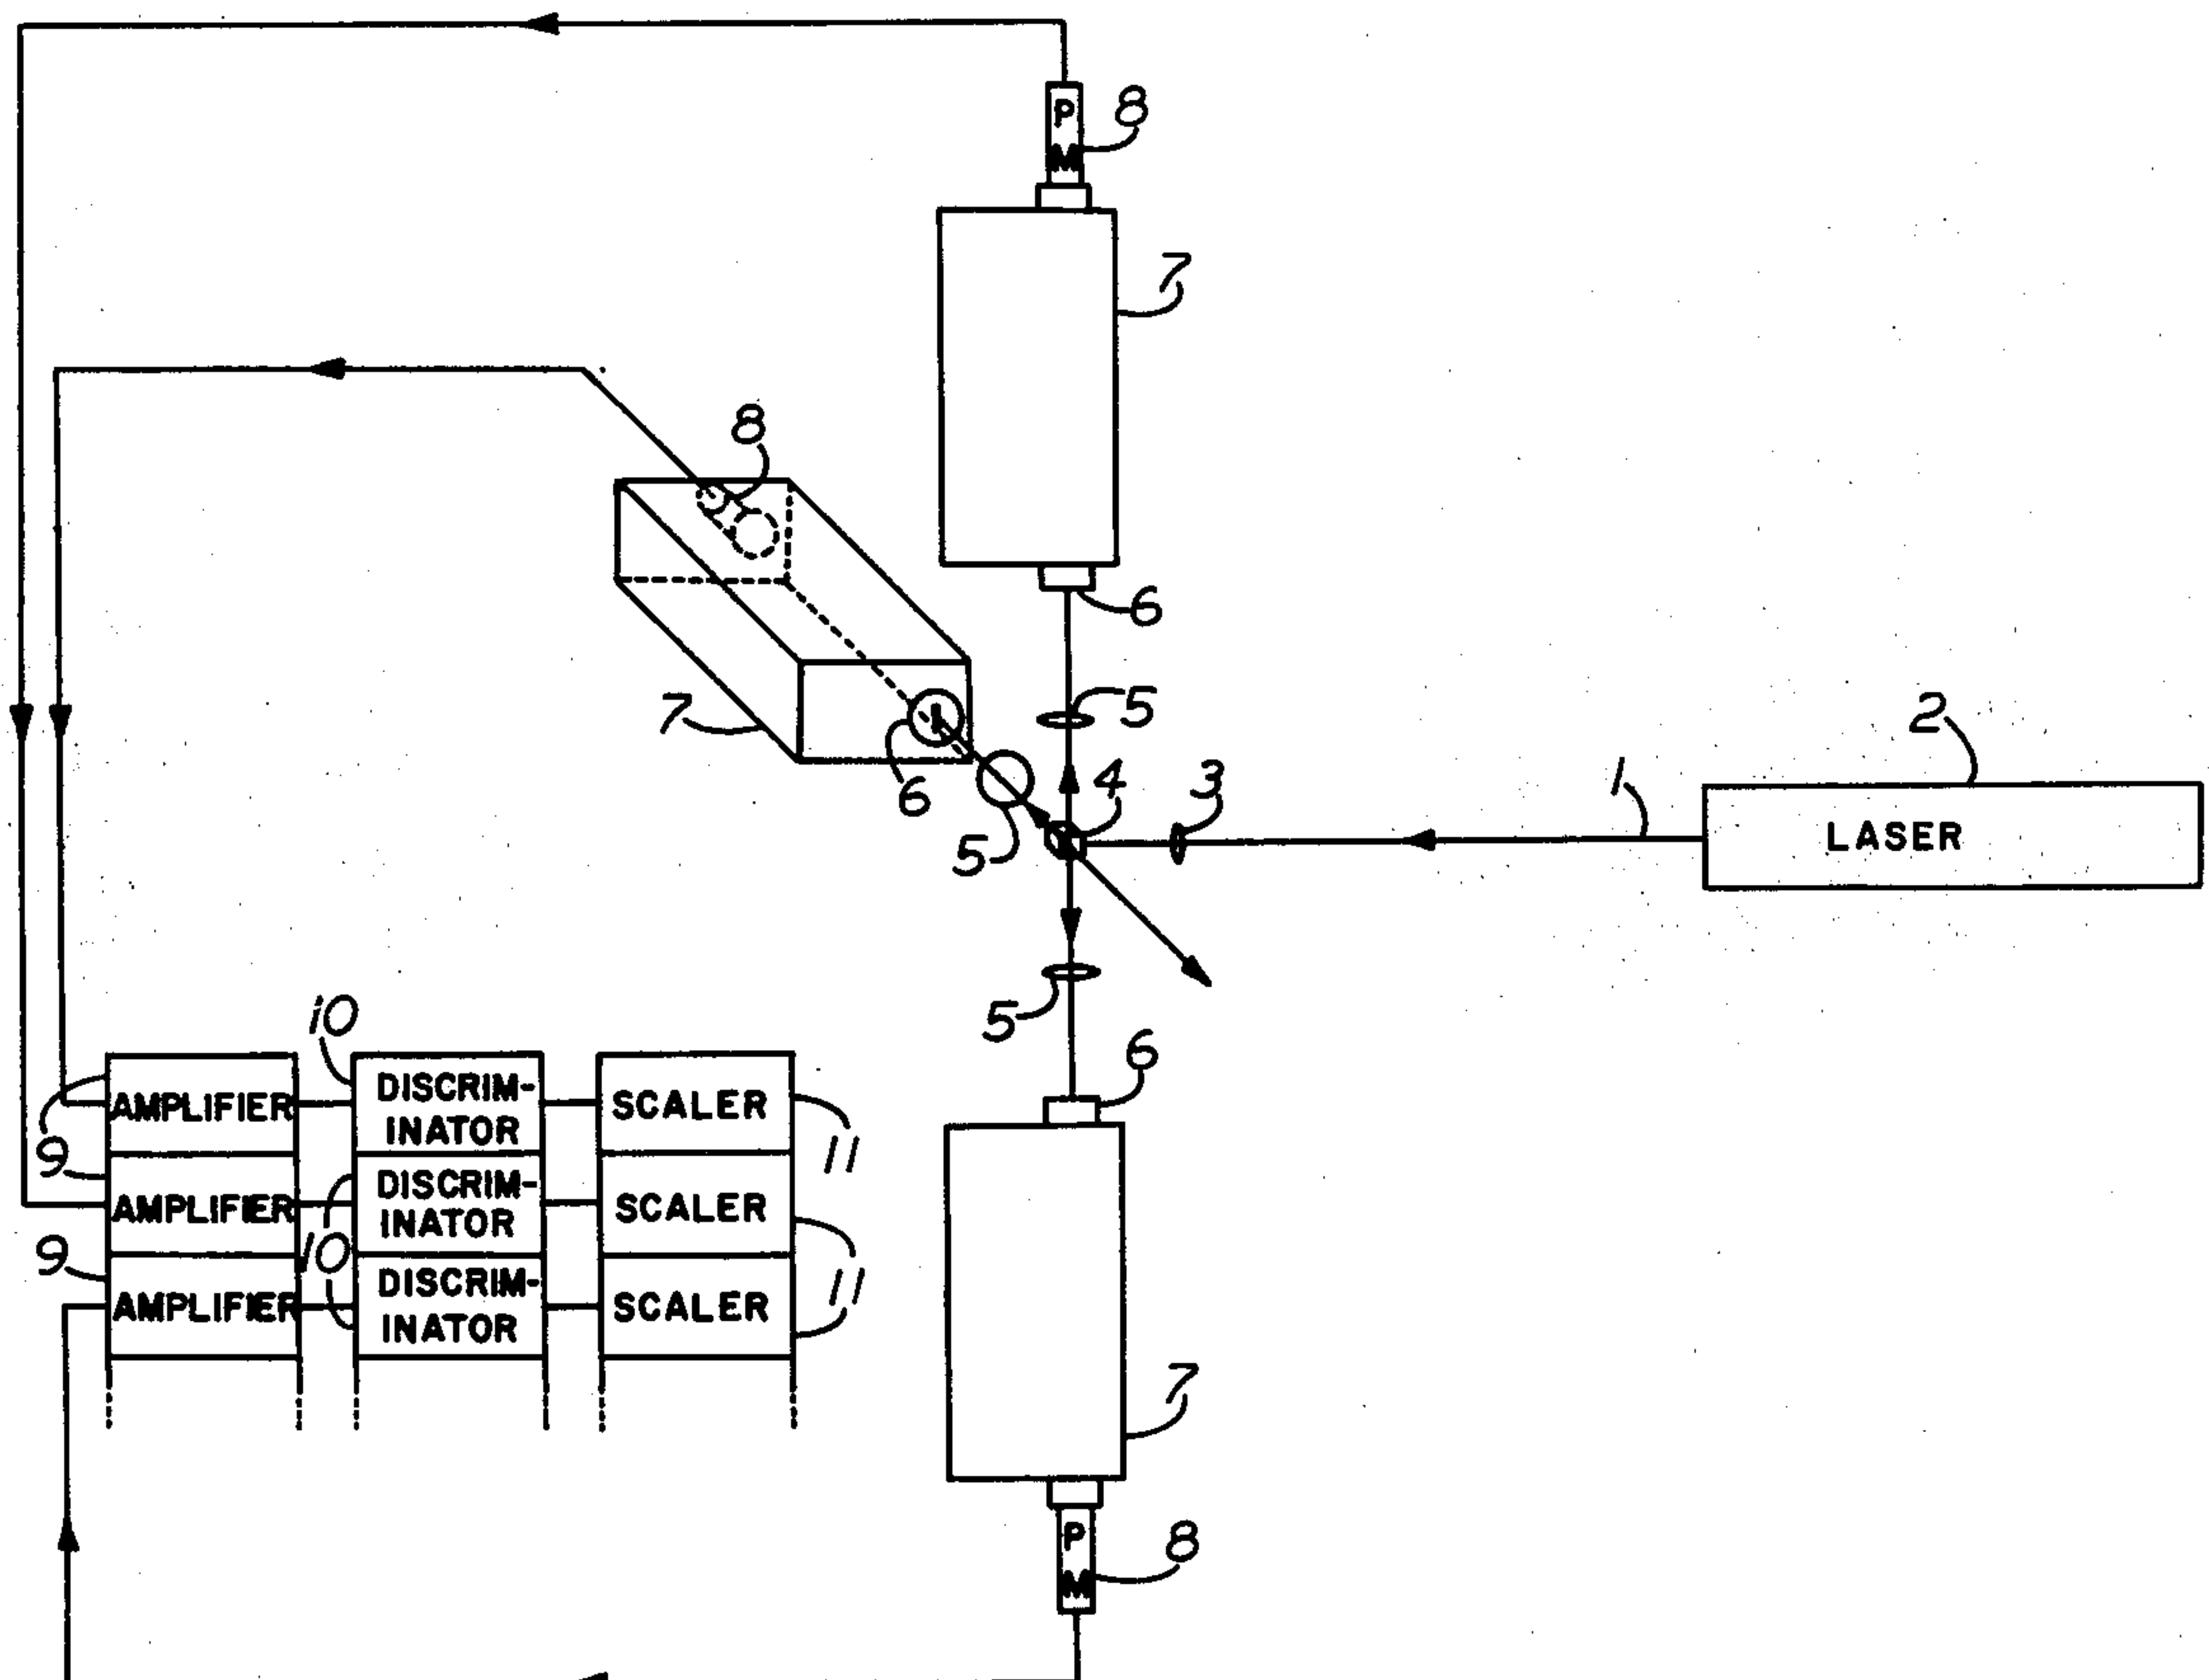 P
M
8
7
8
6
5
7
6
5
4
3
1
2
LASER
5
6
10
9
AMPLIFIER
DISCRIM-
INATOR
SCALER
11
AMPLIFIER
DISCRIM-
INATOR
SCALER
9
10
11
AMPLIFIER
DISCRIM-
INATOR
SCALER
7
P
M
8